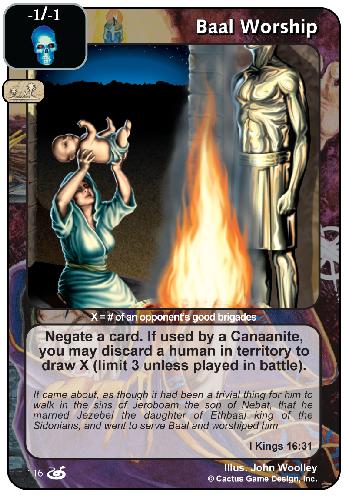 -1/-1
Baal Worship
X = # of an opponent's good brigades
Negate a card. If used by a Canaanite,
you may discard a human in territory to
draw X (limit 3 unless played in battle).
It came about, as though it had been a trivial thing for him to
walk in the sins of Jeroboam the son of Nebat, that he
married Jezebel the daughter of Ethbaal king of the
Sidonians, and went to serve Baal and worshiped him
I Kings 16:31
16
Illus. John Woolley
© Cactus Game Design, Inc.